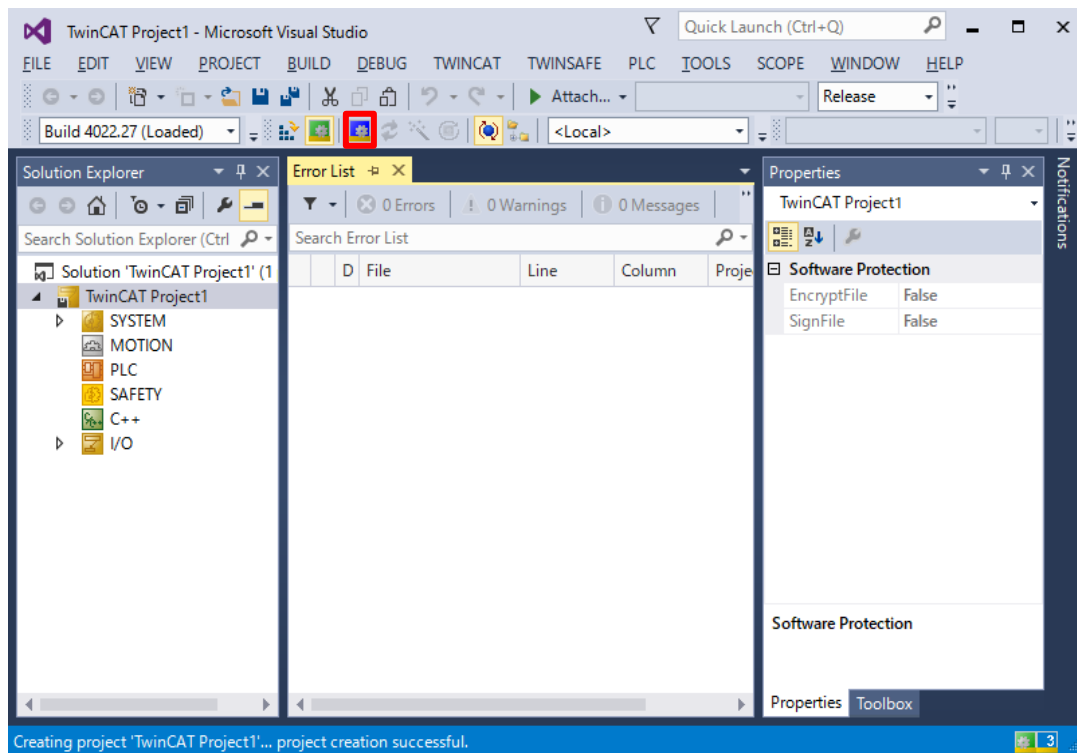 TwinCAT Project1 - Microsoft Visual Studio
Quick Launch (Ctrl+Q)
FILE EDIT VIEW PROJECT BUILD DEBUG TWINCAT TWINSAFE PLC TOOLS SCOPE WINDOW HELP
Attach...
Release
Build 4022.27 (Loaded)
<Local>
Solution Explorer
Search Solution Explorer (Ctrl
Solution 'TwinCAT Project1' (1
TwinCAT Project1
SYSTEM
MOTION
PLC
SAFETY
C++
I/O
Error List
0 Errors 0 Warnings 0 Messages
Search Error List
D File Line Column Proje
Properties
TwinCAT Project1
Software Protection
EncryptFile False
SignFile False
Software Protection
Properties Toolbox
Notifications
Creating project 'TwinCAT Project1'... project creation successful.
3